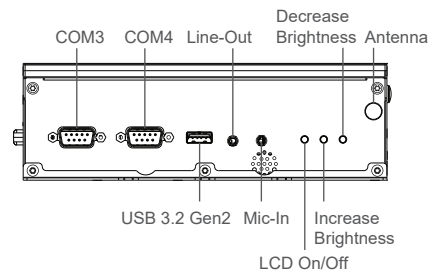 Decrease
COM3 COM4 Line-Out Brightness Antenna
USB 3.2 Gen2 Mic-In Increase
Brightness
LCD On/Off